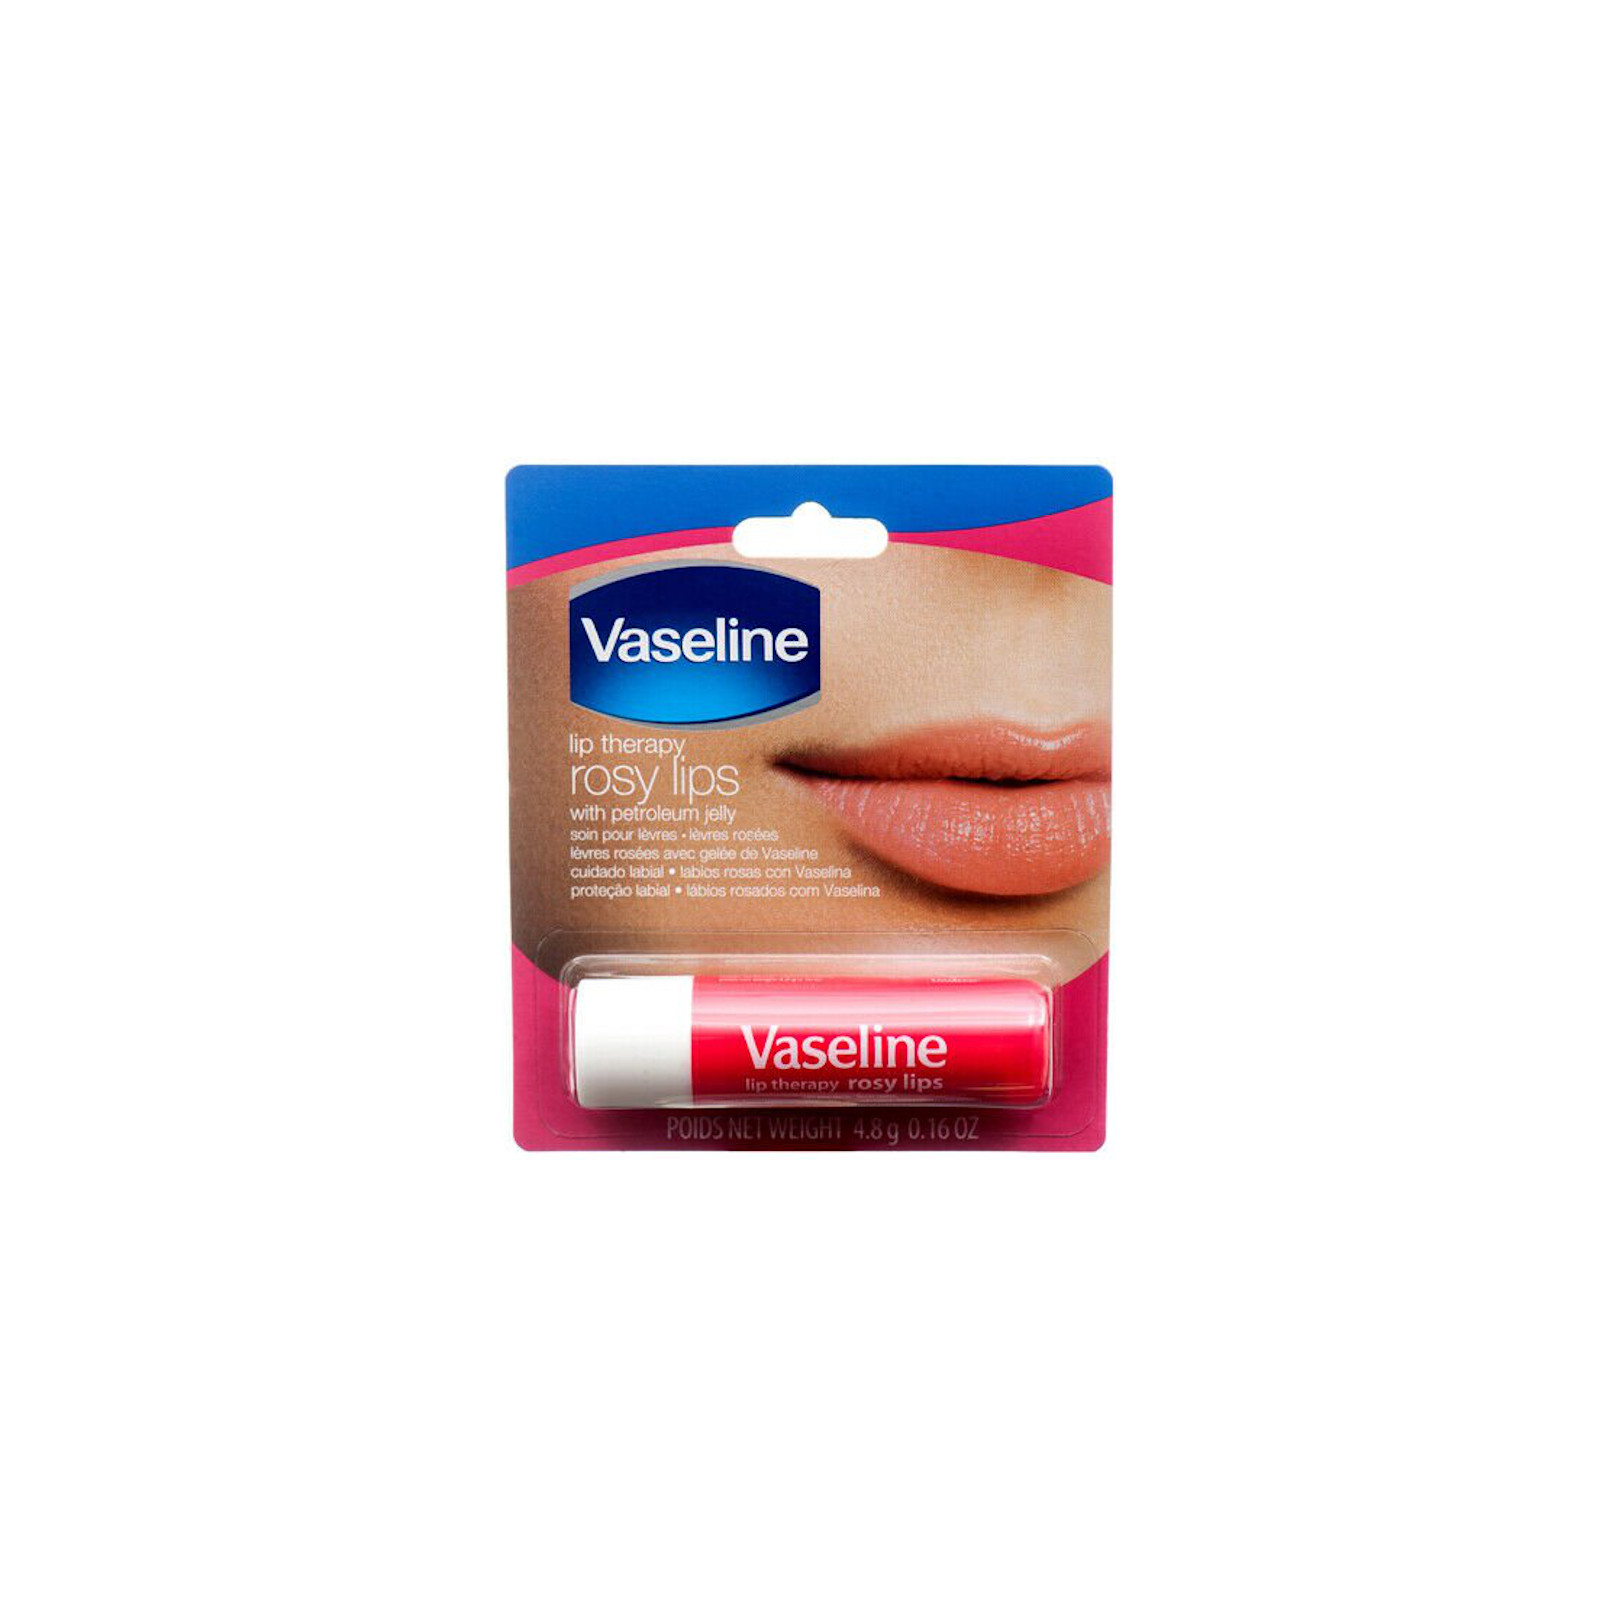 Vaseline
lip therapy
rosy lips
with petroleum jelly
soin pour lèvres • lèvres rosées
lèvres rosées avec gelée de Vaseline
cuidado labial • labios rosas con Vaselina
proteção labial • lábios rosados com Vaselina
Vaseline
lip therapy rosy lips
POIDS NET WEIGHT 4.8 g 0.16 OZ